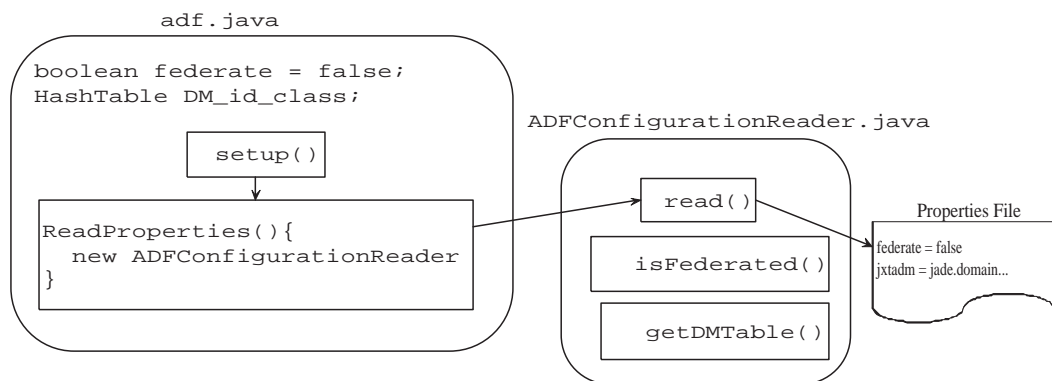 adf.java
boolean federate = false;
HashTable DM_id_class;
setup()
ReadProperties(){
new ADFConfigurationReader
}
ADFConfigurationReader.java
read()
isFederated()
getDMTable()
Properties File
federate = false
jxtadm = jade.domain...